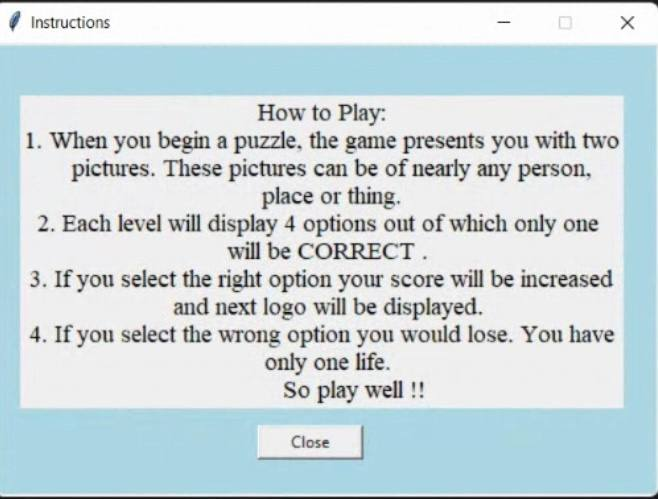 Instructions
How to Play:
1. When you begin a puzzle, the game presents you with two
pictures. These pictures can be of nearly any person,
place or thing.
2. Each level will display 4 options out of which only one
will be CORRECT .
3. If you select the right option your score will be increased
and next logo will be displayed.
4. If you select the wrong option you would lose. You have
only one life.
So play well !!
Close